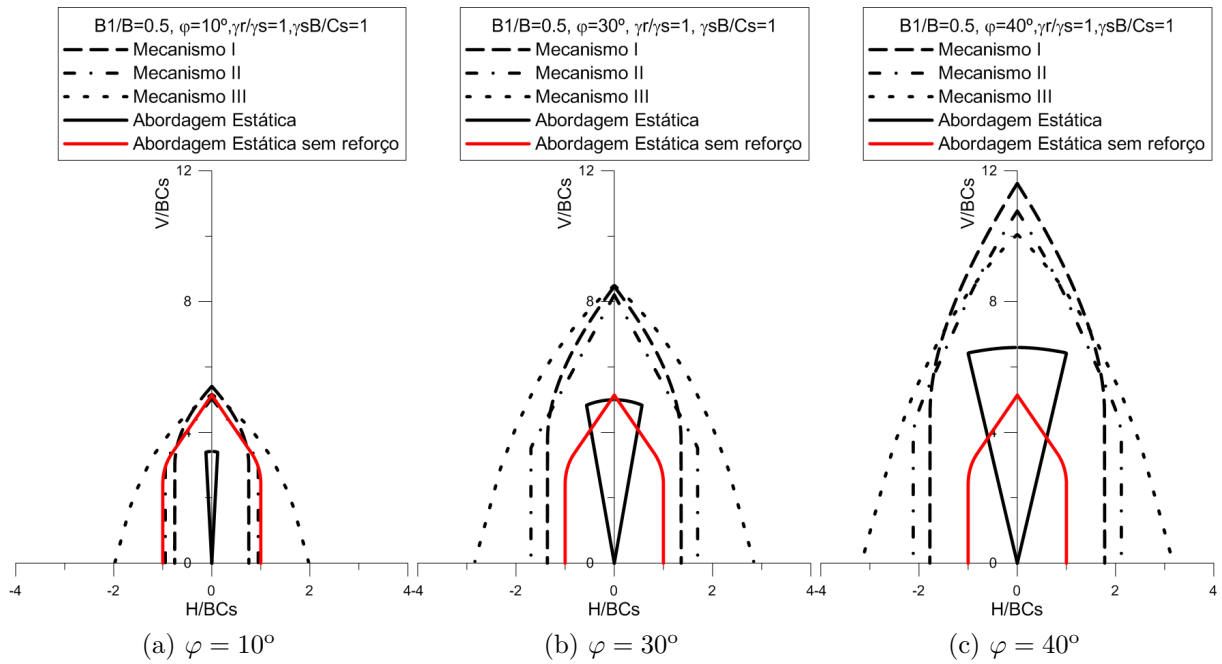 B1/B=0.5, φ=10º,γr/γs=1,γsB/Cs=1
Mecanismo I
Mecanismo II
Mecanismo III
Abordagem Estática
Abordagem Estática sem reforço
12
V/BCs
8
4
0
-4
-2
0
2
4
H/BCs
(a) φ = 10º
B1/B=0.5, φ=30º, γr/γs=1, γsB/Cs=1
Mecanismo I
Mecanismo II
Mecanismo III
Abordagem Estática
Abordagem Estática sem reforço
12
V/BCs
8
4
0
-4
-2
0
2
4
H/BCs
(b) φ = 30º
B1/B=0.5, φ=40º,γr/γs=1,γsB/Cs=1
Mecanismo I
Mecanismo II
Mecanismo III
Abordagem Estática
Abordagem Estática sem reforço
12
V/BCs
8
4
0
-4
-2
0
2
4
H/BCs
(c) φ = 40º